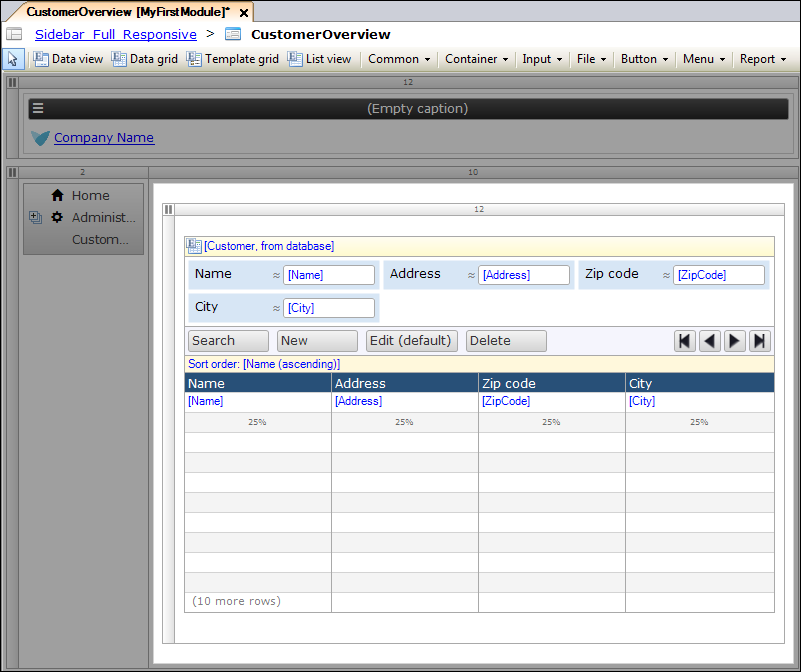 CustomerOverview [MyFirstModule]*
Sidebar_Full_Responsive > CustomerOverview
Data view Data grid Template grid List view Common Container Input File Button Menu Report
12
(Empty caption)
Company Name
2 10
Home
Administ...
Custom...
12
[Customer, from database]
Name ≈ [Name] Address ≈ [Address] Zip code ≈ [ZipCode]
City ≈ [City]
Search New Edit (default) Delete
Sort order: [Name (ascending)]
Name Address Zip code City
[Name] [Address] [ZipCode] [City]
25% 25% 25% 25%
(10 more rows)